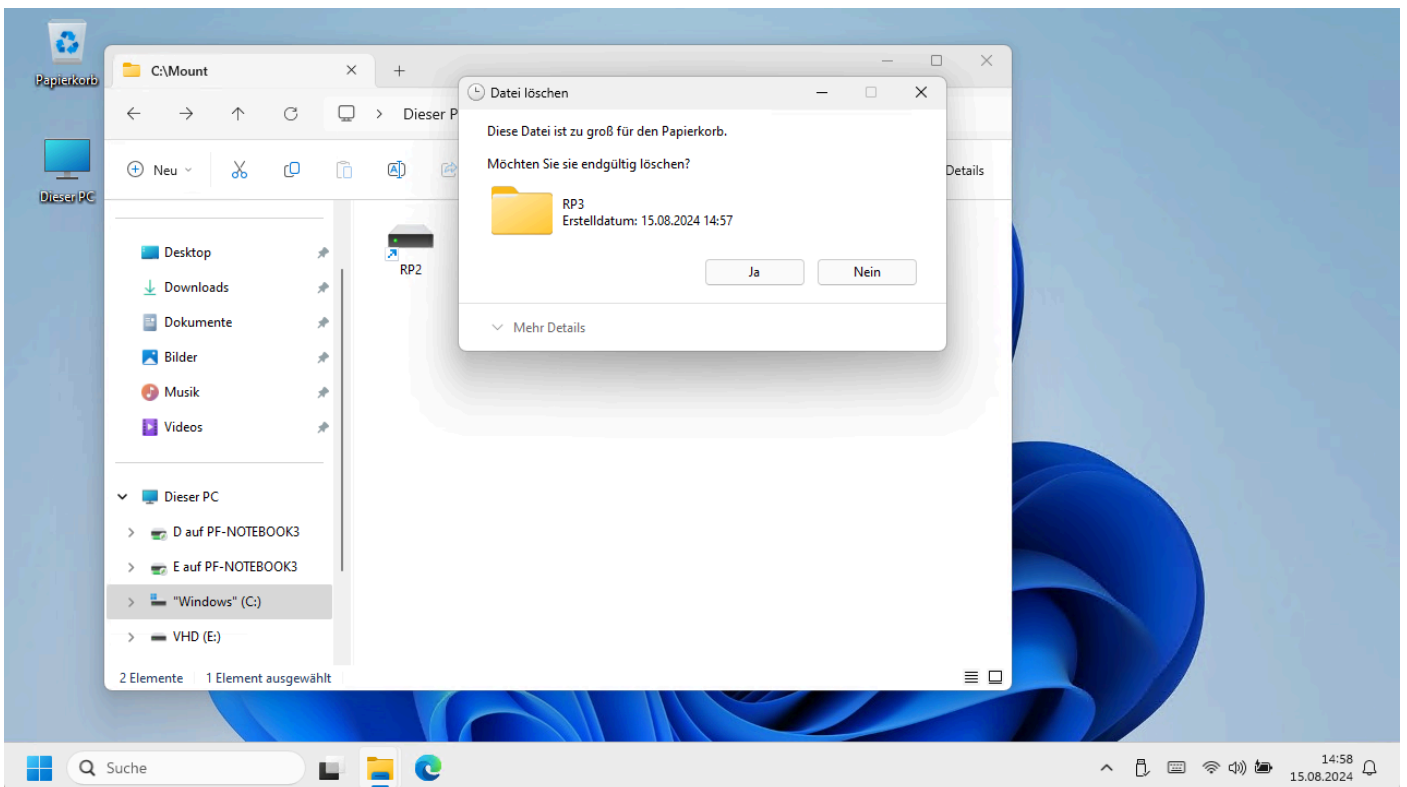 Papierkorb
Dieser PC
C:\Mount
Dieser P
Neu
Details
Datei löschen
Diese Datei ist zu groß für den Papierkorb.
Möchten Sie sie endgültig löschen?
RP3
Erstelldatum: 15.08.2024 14:57
Ja
Nein
Mehr Details
Desktop
Downloads
Dokumente
Bilder
Musik
Videos
Dieser PC
D auf PF-NOTEBOOK3
E auf PF-NOTEBOOK3
"Windows" (C:)
VHD (E:)
RP2
2 Elemente
1 Element ausgewählt
Suche
14:58
15.08.2024